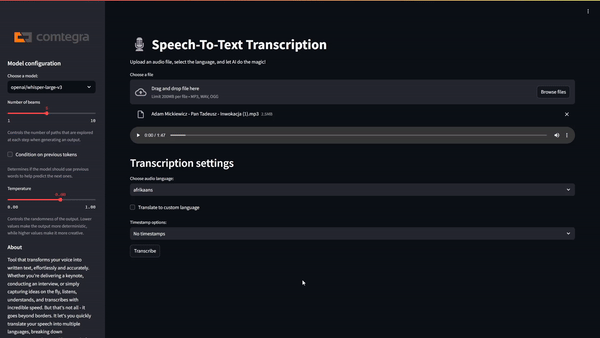 comtegra
Model configuration
Choose a model:
openai/whisper-large-v3
Number of beams
1
10
Controls the number of paths that are explored
at each step when generating an output.
Condition on previous tokens
Determines if the model should use previous
words to help predict the next ones.
Temperature
0.00
1.00
Controls the randomness of the output. Lower
values make the output more deterministic,
while higher values make it more creative.
About
Tool that transforms your voice into
written text, effortlessly and accurately.
Whether you're delivering a keynote,
conducting an interview, or simply
capturing ideas on the fly, listens,
understands, and transcribes with
incredible speed. But that's not all - it
goes beyond borders. It let's you quickly
translate your speech into multiple
languages, breaking down
Speech-To-Text Transcription
Upload an audio file, select the language, and let AI do the magic!
Choose a file
Drag and drop file here
Limit 200MB per file • MP3, WAV, OGG
Browse files
Adam Mickiewicz - Pan Tadeusz - Inwokacja (1).mp3
0:00 / 1:47
Transcription settings
Choose audio language:
afrikaans
Translate to custom language
Timestamp options:
No timestamps
Transcribe